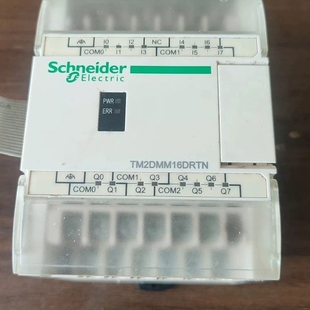 I0 I2 NC I4 I6
COM0 I1 I3 COM1 I5 I7
Schneider
Electric
PWR
ERR
TM2DMM16DRTN
Q0 COM1 Q3 Q4 Q6
COM0 Q1 Q2 COM2 Q5 Q7